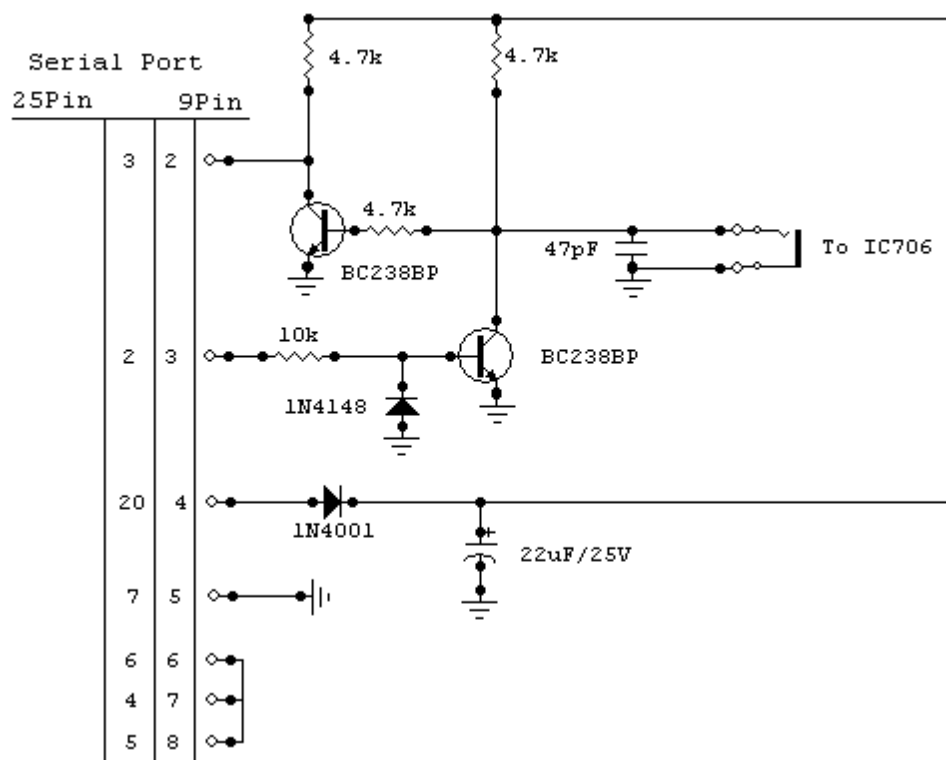 4.7k
4.7k
Serial Port
25Pin 9Pin
3 2
4.7k
47pF
To IC706
BC238BP
10k
2 3
BC238BP
1N4148
20 4
1N4001
+
22uF/25V
7 5
6 6
4 7
5 8